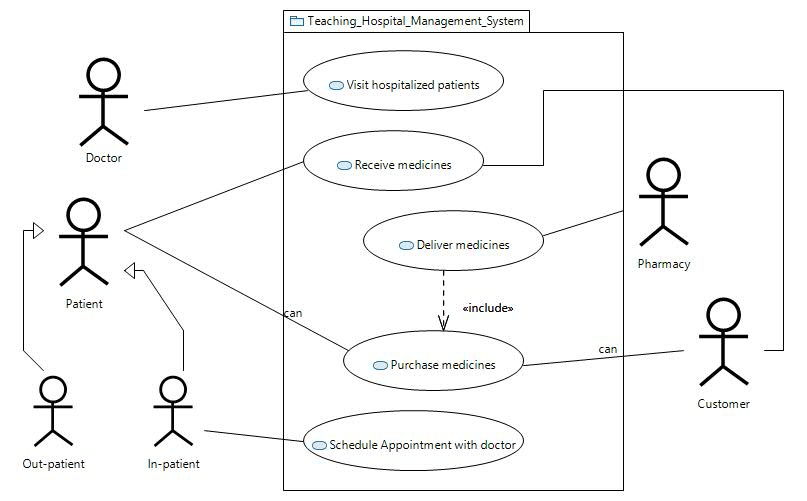 Teaching_Hospital_Management_System
Visit hospitalized patients
Doctor
Receive medicines
Deliver medicines
Pharmacy
Patient
can
«include»
can
Purchase medicines
Customer
Schedule Appointment with doctor
Out-patient
In-patient